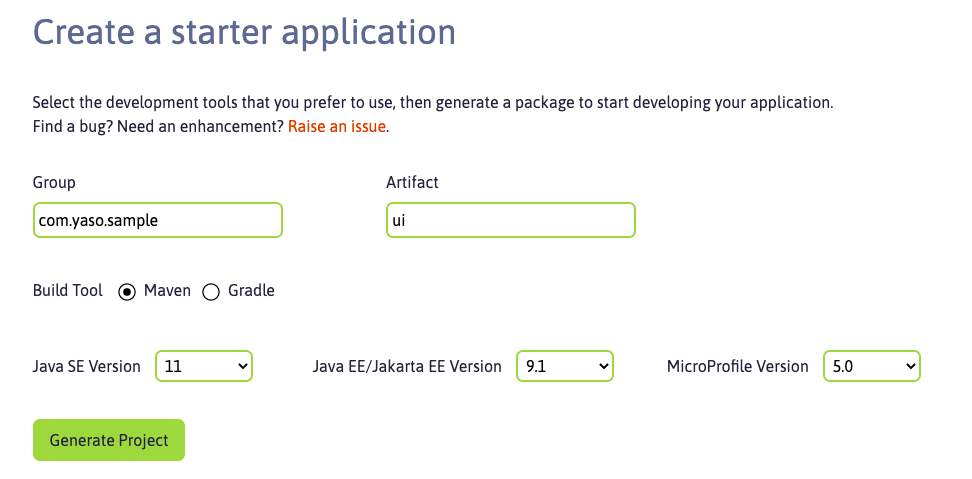 Create a starter application
Select the development tools that you prefer to use, then generate a package to start developing your application.
Find a bug? Need an enhancement? Raise an issue.
Group
Artifact
com.yaso.sample
ui
Build Tool Maven Gradle
Java SE Version 11 Java EE/Jakarta EE Version 9.1 MicroProfile Version 5.0
Generate Project